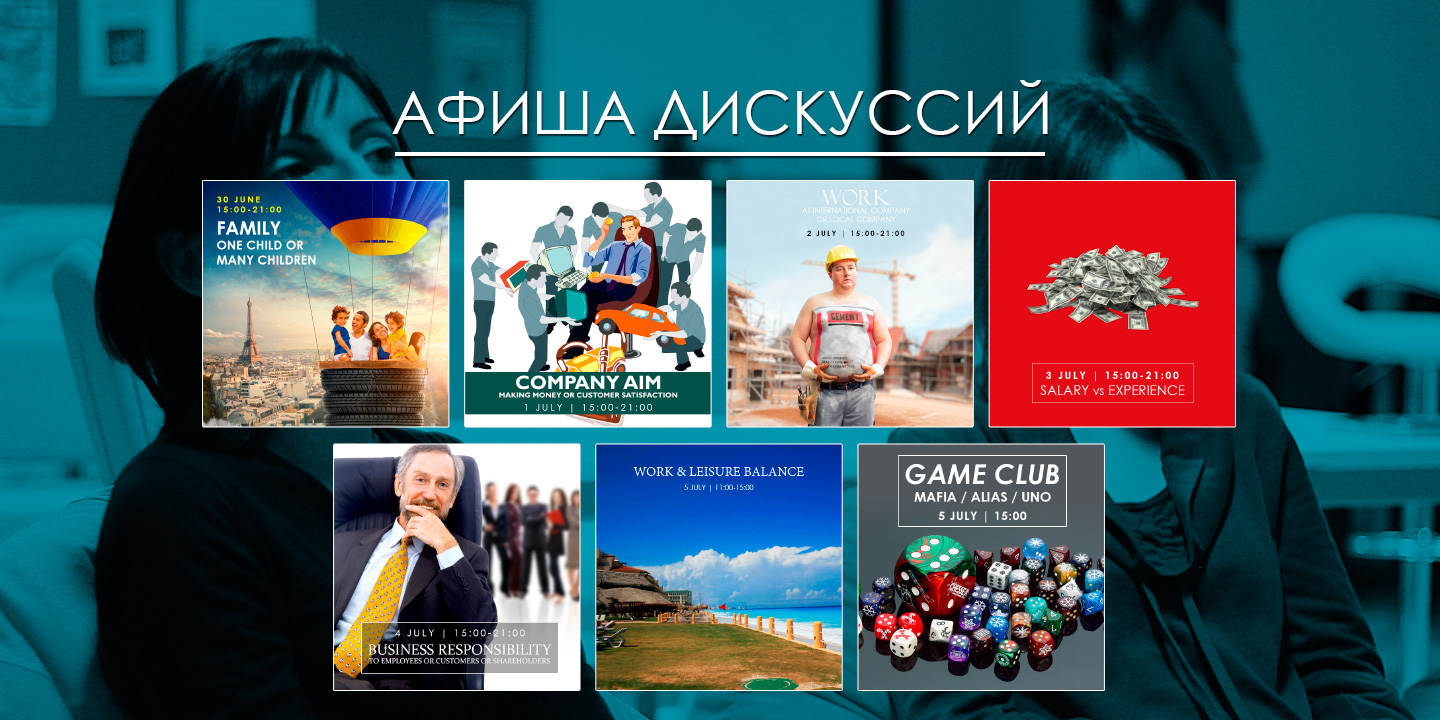 АФИША ДИСКУССИЙ
30 JUNE
15:00-21:00
FAMILY
ONE CHILD OR
MANY CHILDREN
COMPANY AIM
MAKING MONEY OR CUSTOMER SATISFACTION
1 JULY | 15:00-21:00
WORK
AT INTERNATIONAL COMPANY
OR LOCAL COMPANY
2 JULY | 15:00-21:00
CEMENT
3 JULY | 15:00-21:00
SALARY vs EXPERIENCE
4 JULY | 15:00-21:00
BUSINESS RESPONSIBILITY
TO EMPLOYEES OR CUSTOMERS OR SHAREHOLDERS
WORK & LEISURE BALANCE
5 JULY | 11:00-15:00
GAME CLUB
MAFIA / ALIAS / UNO
5 JULY | 15:00